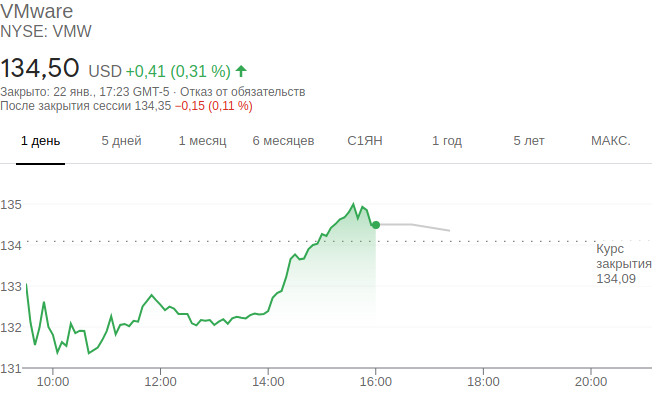 VMware
NYSE: VMW
134,50 USD +0,41 (0,31 %)
Закрыто: 22 янв., 17:23 GMT-5 · Отказ от обязательств
После закрытия сессии 134,35 −0,15 (0,11 %)
1 день 5 дней 1 месяц 6 месяцев С1ЯН 1 год 5 лет МАКС.
135
134
Курс
закрытия
134,09
133
132
131
10:00 12:00 14:00 16:00 18:00 20:00